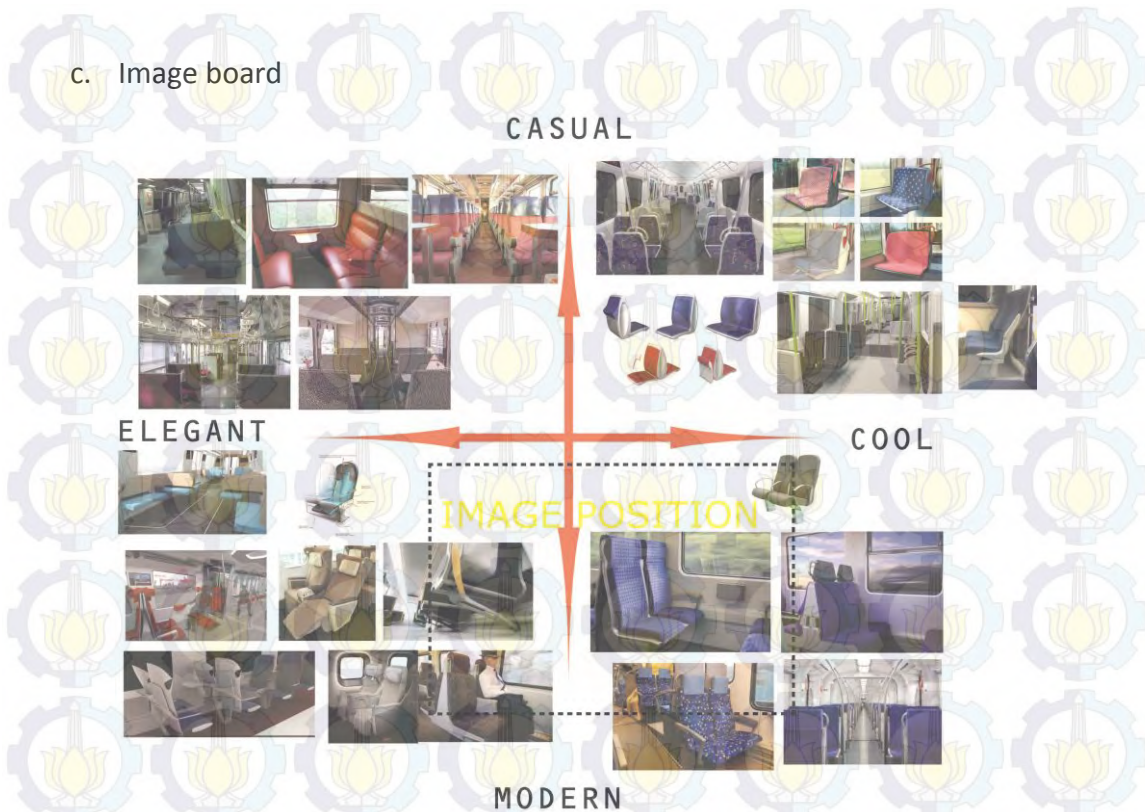 c. Image board
CASUAL
ELEGANT
COOL
IMAGE POSITION
MODERN